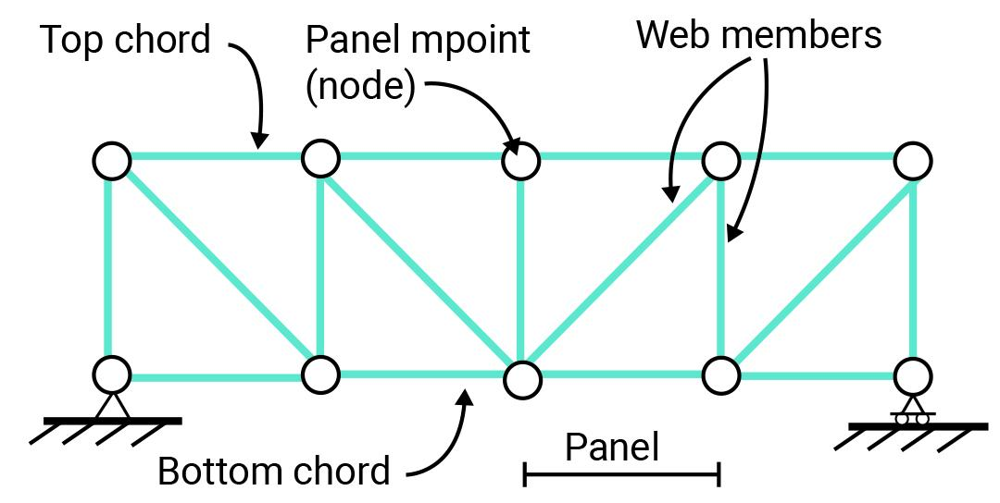 Top chord
Panel mpoint
(node)
Web members
Bottom chord
Panel